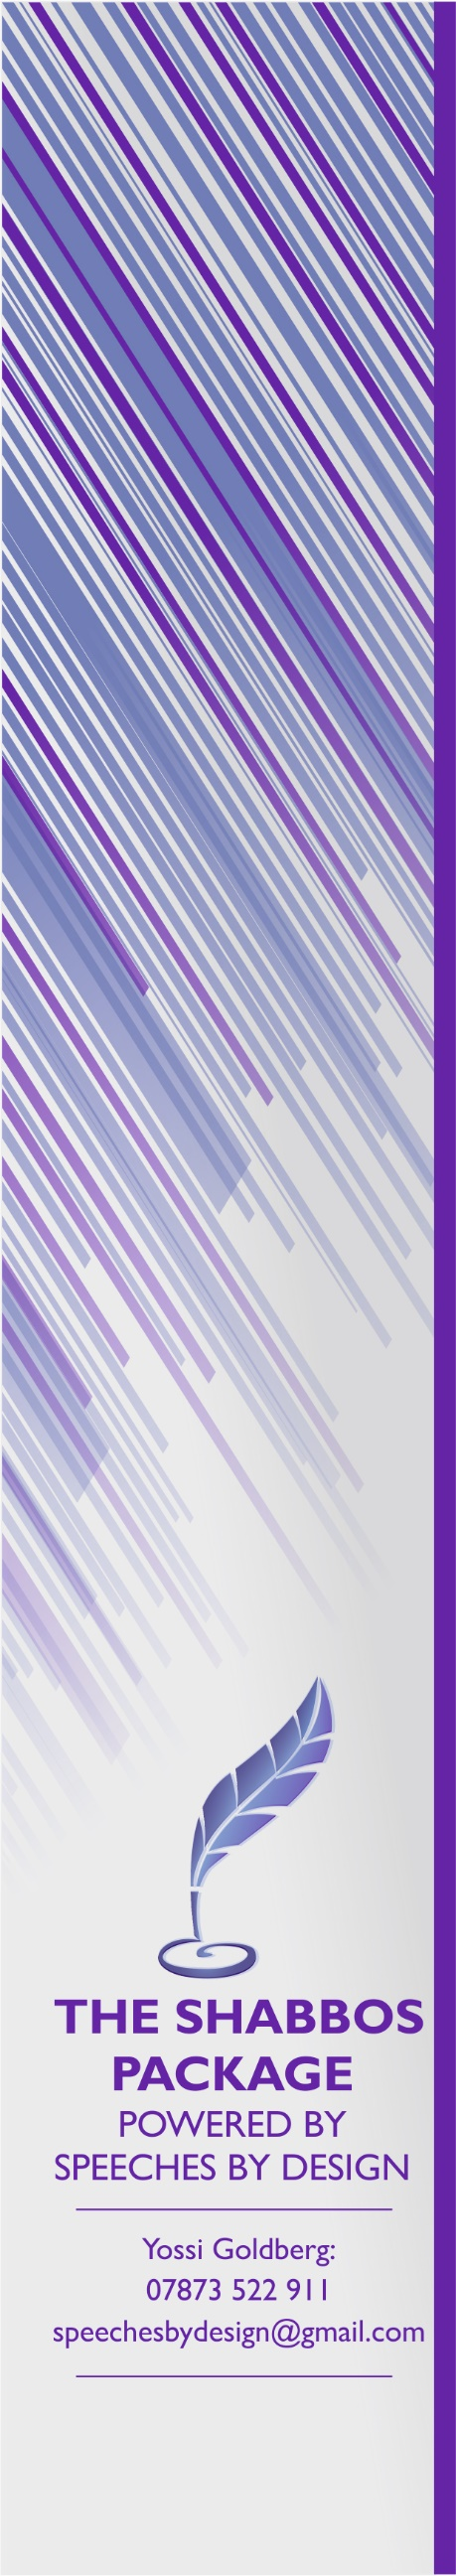 THE SHABBOS
PACKAGE
POWERED BY
SPEECHES BY DESIGN
Yossi Goldberg:
07873 522 911
speechesbydesign@gmail.com